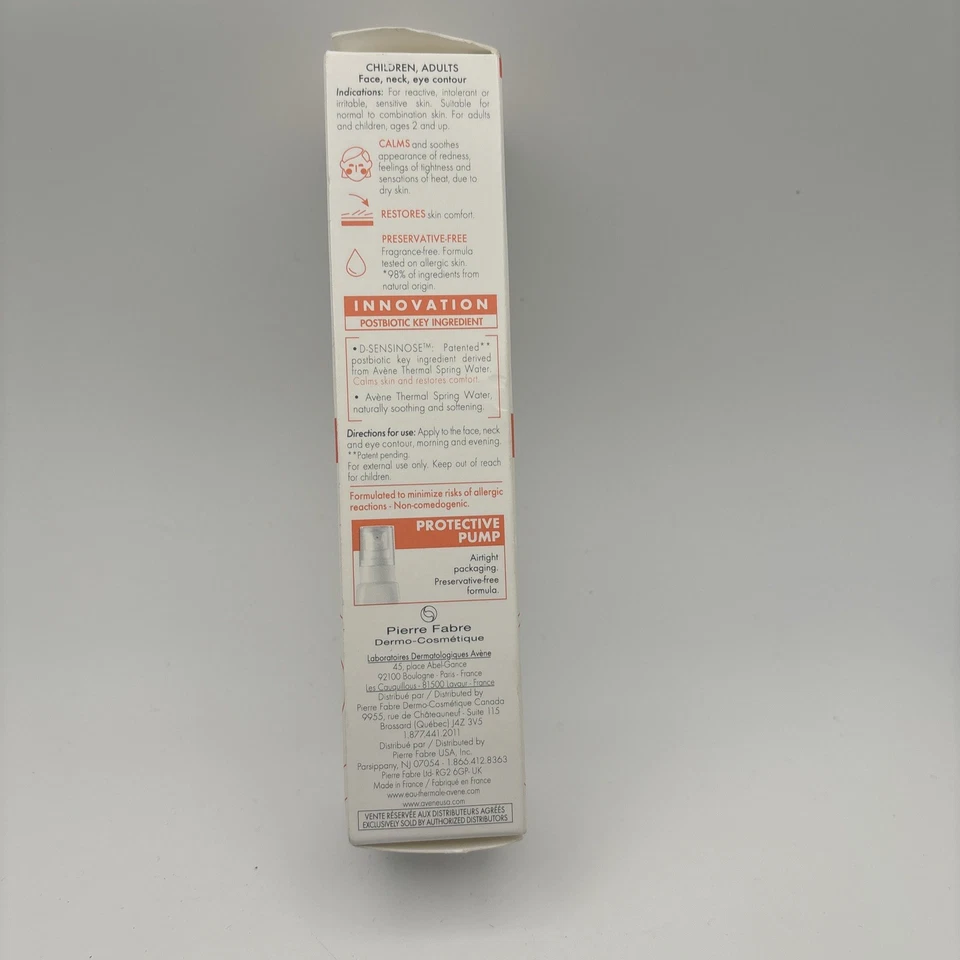 CHILDREN, ADULTS
Face, neck, eye contour
Indications: For reactive, intolerant or
irritable, sensitive skin. Suitable for
normal to combination skin. For adults
and children, ages 2 and up.
CALMS and soothes
appearance of redness,
feelings of tightness and
sensations of heat, due to
dry skin.
RESTORES skin comfort.
PRESERVATIVE-FREE
Fragrance-free. Formula
tested on allergic skin.
*98% of ingredients from
natural origin.
INNOVATION
POSTBIOTIC KEY INGREDIENT
• D-SENSINOSE™: Patented**
postbiotic key ingredient derived
from Avène Thermal Spring Water.
Calms skin and restores comfort.
• Avène Thermal Spring Water,
naturally soothing and softening.
Directions for use: Apply to the face, neck
and eye contour, morning and evening.
**Patent pending.
For external use only. Keep out of reach
for children.
Formulated to minimize risks of allergic
reactions - Non-comedogenic.
PROTECTIVE
PUMP
Airtight
packaging.
Preservative-free
formula.
Pierre Fabre
Dermo-Cosmétique
Laboratoires Dermatologiques Avène
45, place Abel-Gance
92100 Boulogne - Paris - France
Les Cauquillous - 81500 Lavaur - France
Distribué par / Distributed by
Pierre Fabre Dermo-Cosmétique Canada
9955, rue de Châteauneuf - Suite 115
Brossard (Québec) J4Z 3V5
1.877.441.2011
Distribué par / Distributed by
Pierre Fabre USA, Inc.
Parsippany, NJ 07054 - 1.866.412.8363
Pierre Fabre Ltd- RG2 6GP- UK
Made in France / Fabriqué en France
www.eau-thermale-avene.com
www.aveneusa.com
VENTE RÉSERVÉE AUX DISTRIBUTEURS AGRÉÉS
EXCLUSIVELY SOLD BY AUTHORIZED DISTRIBUTORS